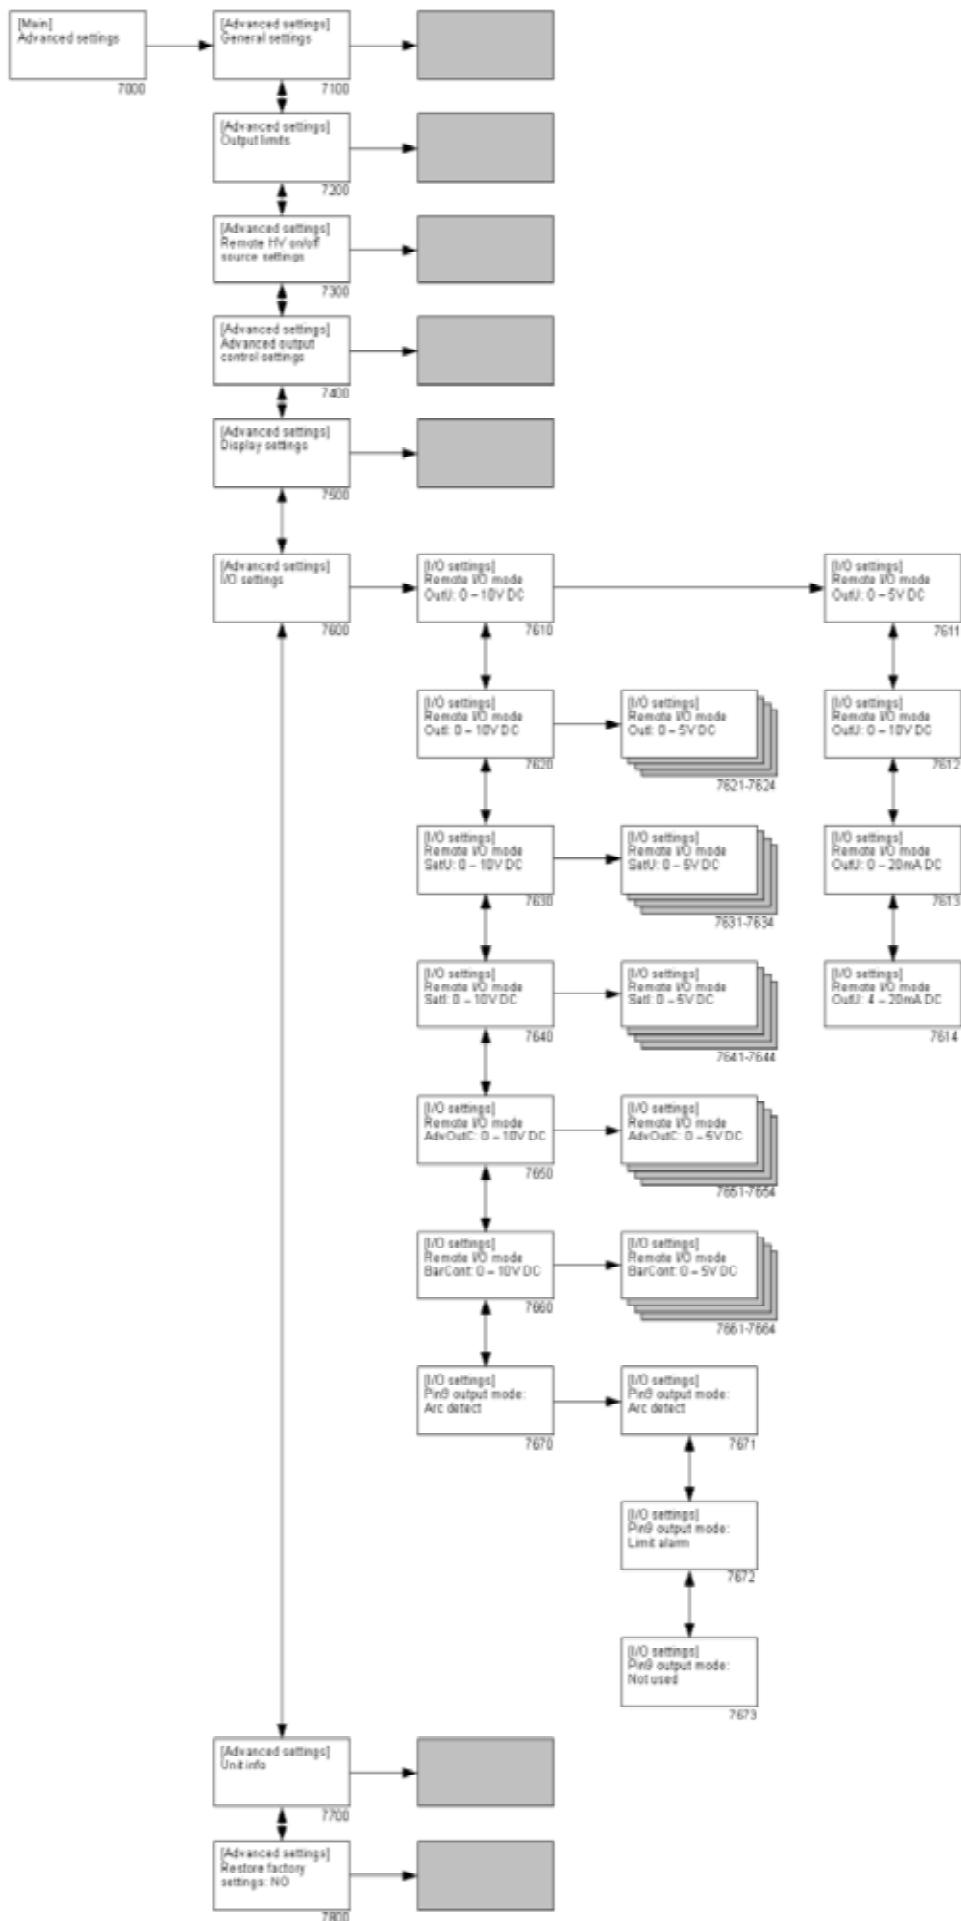 [Main]
Advanced settings
7000
[Advanced settings]
General settings
7100
[Advanced settings]
Output limits
7200
[Advanced settings]
Remote HV on/off
source settings
7300
[Advanced settings]
Advanced output
control settings
7400
[Advanced settings]
Display settings
7500
[Advanced settings]
I/O settings
7600
[I/O settings]
Remote I/O mode
OutU: 0 – 10V DC
7610
[I/O settings]
Remote I/O mode
OutU: 0 – 5V DC
7611
[I/O settings]
Remote I/O mode
OutI: 0 – 10V DC
7620
[I/O settings]
Remote I/O mode
OutI: 0 – 5V DC
7621-7624
[I/O settings]
Remote I/O mode
OutU: 0 – 10V DC
7612
[I/O settings]
Remote I/O mode
SetU: 0 – 10V DC
7630
[I/O settings]
Remote I/O mode
SetU: 0 – 5V DC
7631-7634
[I/O settings]
Remote I/O mode
OutU: 0 – 20mA DC
7613
[I/O settings]
Remote I/O mode
SetI: 0 – 10V DC
7640
[I/O settings]
Remote I/O mode
SetI: 0 – 5V DC
7641-7644
[I/O settings]
Remote I/O mode
OutU: 4 – 20mA DC
7614
[I/O settings]
Remote I/O mode
AdvOutC: 0 – 10V DC
7650
[I/O settings]
Remote I/O mode
AdvOutC: 0 – 5V DC
7651-7654
[I/O settings]
Remote I/O mode
BarCont: 0 – 10V DC
7660
[I/O settings]
Remote I/O mode
BarCont: 0 – 5V DC
7661-7664
[I/O settings]
Pin9 output mode:
Arc detect
7670
[I/O settings]
Pin9 output mode:
Arc detect
7671
[I/O settings]
Pin9 output mode:
Limit alarm
7672
[I/O settings]
Pin9 output mode:
Not used
7673
[Advanced settings]
Unit info
7700
[Advanced settings]
Restore factory
settings: NO
7800